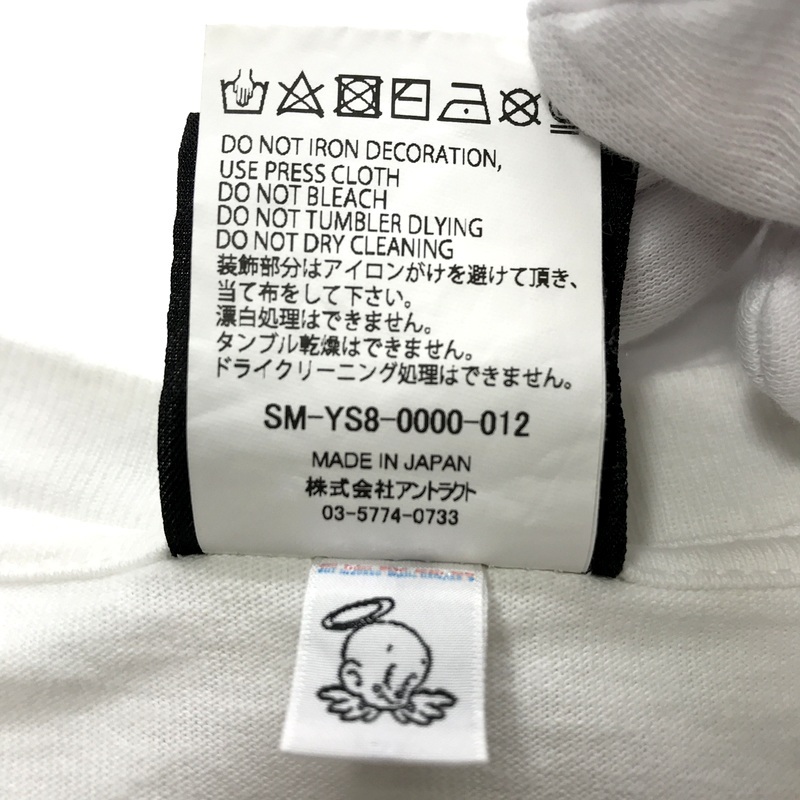 DO NOT IRON DECORATION,
USE PRESS CLOTH
DO NOT BLEACH
DO NOT TUMBLER DLYING
DO NOT DRY CLEANING
装飾部分はアイロンがけを避けて頂き、
当て布をして下さい。
漂白処理はできません。
タンブル乾燥はできません。
ドライクリーニング処理はできません。
SM-YS8-0000-012
MADE IN JAPAN
株式会社アントラクト
03-5774-0733